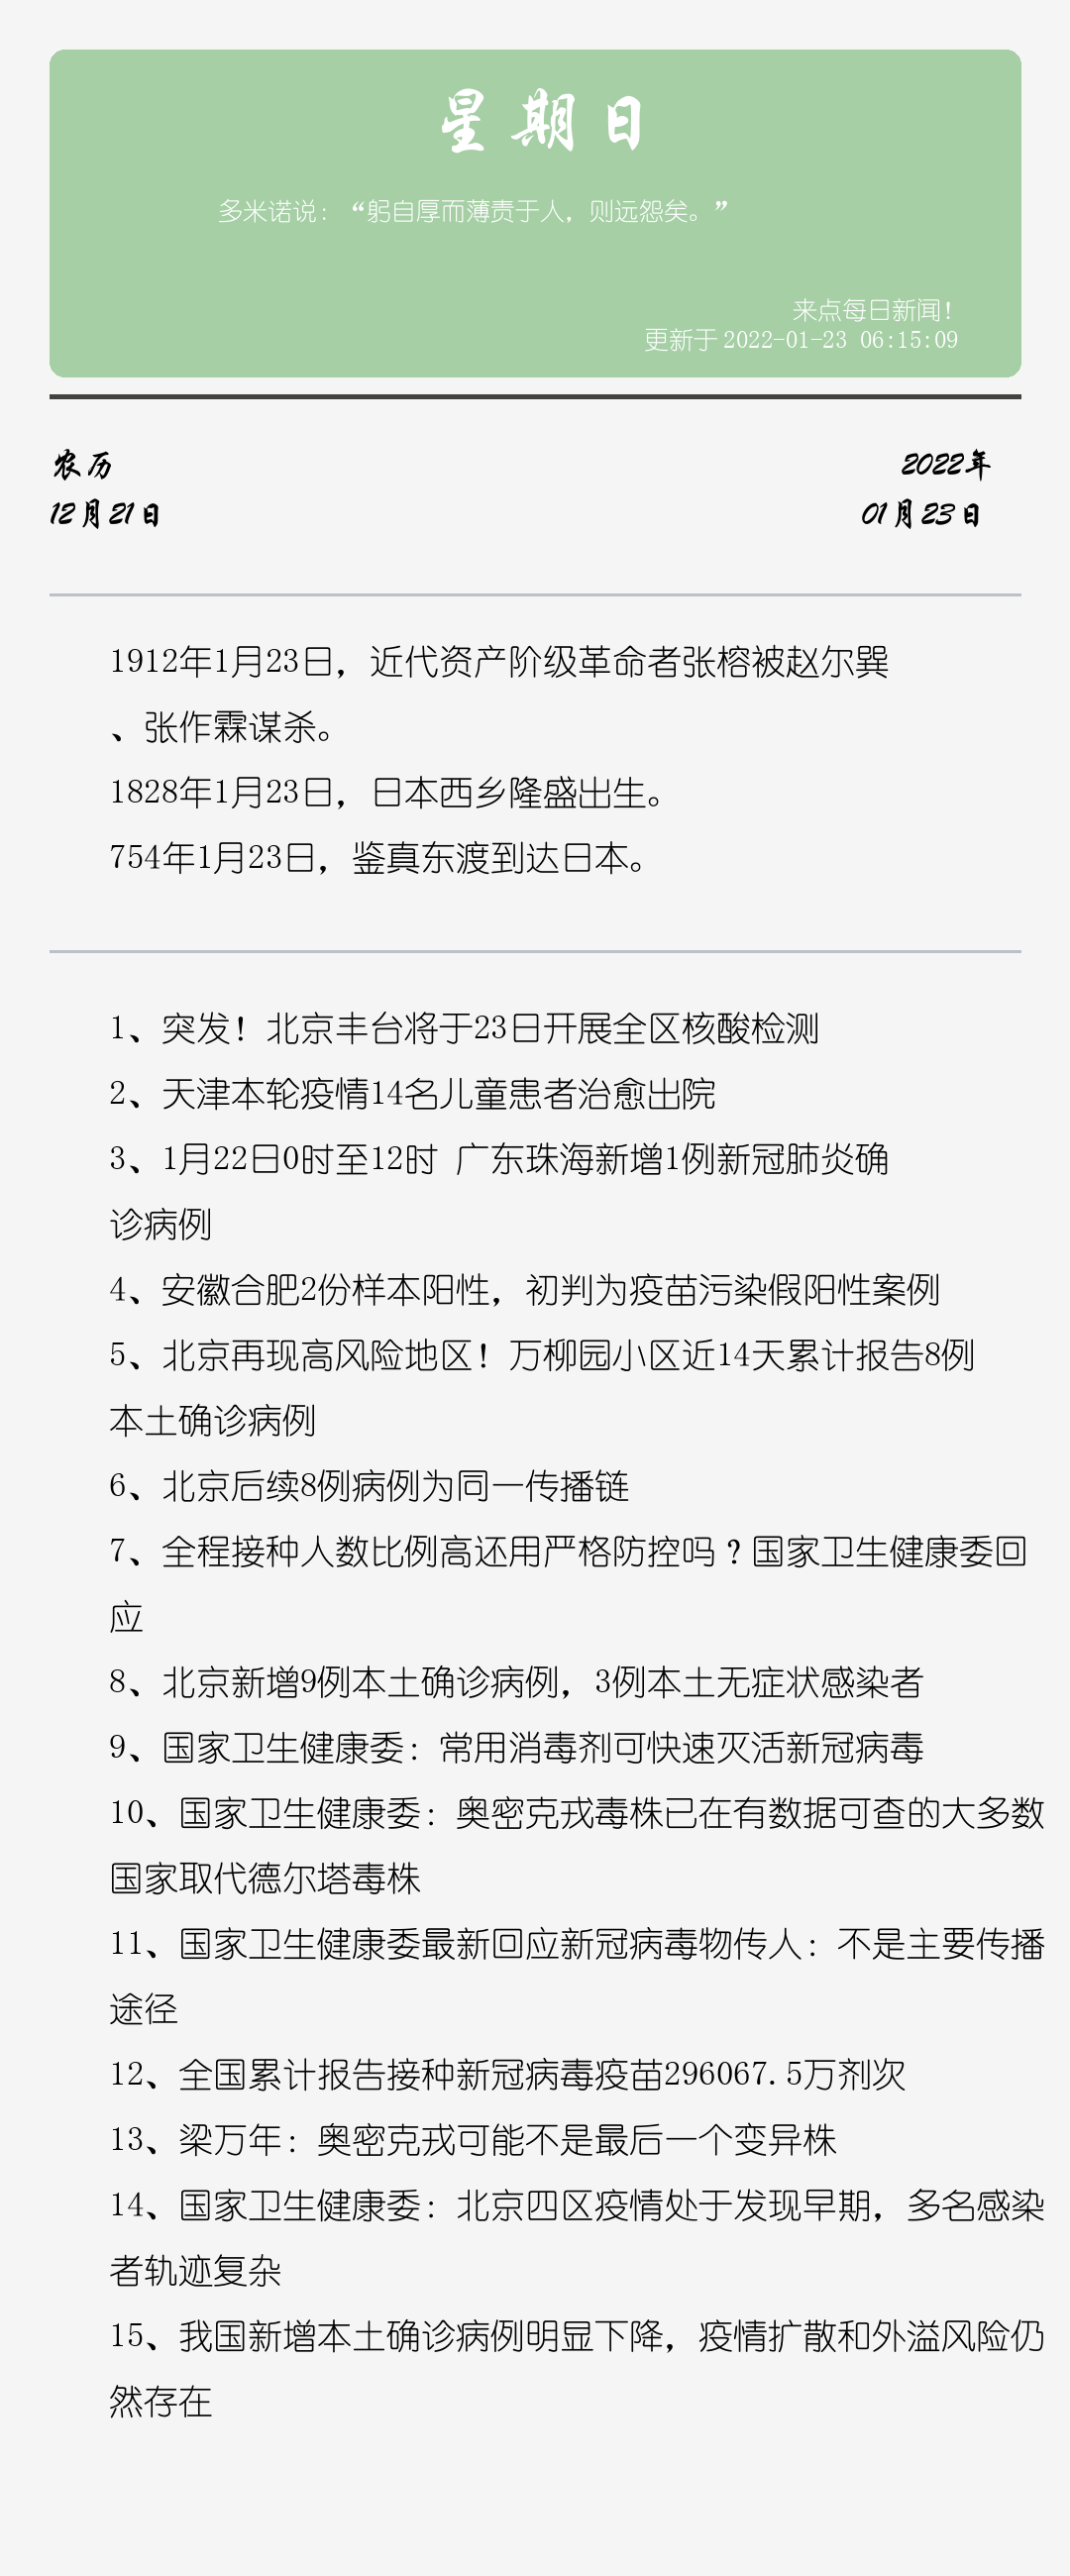 星期日
多米诺说：“躬自厚而薄责于人，则远怨矣。”
来点每日新闻！
更新于 2022-01-23 06:15:09
农历
2022年
12月21日
01月23日
1912年1月23日，近代资产阶级革命者张榕被赵尔巽
、张作霖谋杀。
1828年1月23日，日本西乡隆盛出生。
754年1月23日，鉴真东渡到达日本。
1、突发！北京丰台将于23日开展全区核酸检测
2、天津本轮疫情14名儿童患者治愈出院
3、1月22日0时至12时 广东珠海新增1例新冠肺炎确
诊病例
4、安徽合肥2份样本阳性，初判为疫苗污染假阳性案例
5、北京再现高风险地区！万柳园小区近14天累计报告8例
本土确诊病例
6、北京后续8例病例为同一传播链
7、全程接种人数比例高还用严格防控吗？国家卫生健康委回
应
8、北京新增9例本土确诊病例，3例本土无症状感染者
9、国家卫生健康委：常用消毒剂可快速灭活新冠病毒
10、国家卫生健康委：奥密克戎毒株已在有数据可查的大多数
国家取代德尔塔毒株
11、国家卫生健康委最新回应新冠病毒物传人：不是主要传播
途径
12、全国累计报告接种新冠病毒疫苗296067.5万剂次
13、梁万年：奥密克戎可能不是最后一个变异株
14、国家卫生健康委：北京四区疫情处于发现早期，多名感染
者轨迹复杂
15、我国新增本土确诊病例明显下降，疫情扩散和外溢风险仍
然存在